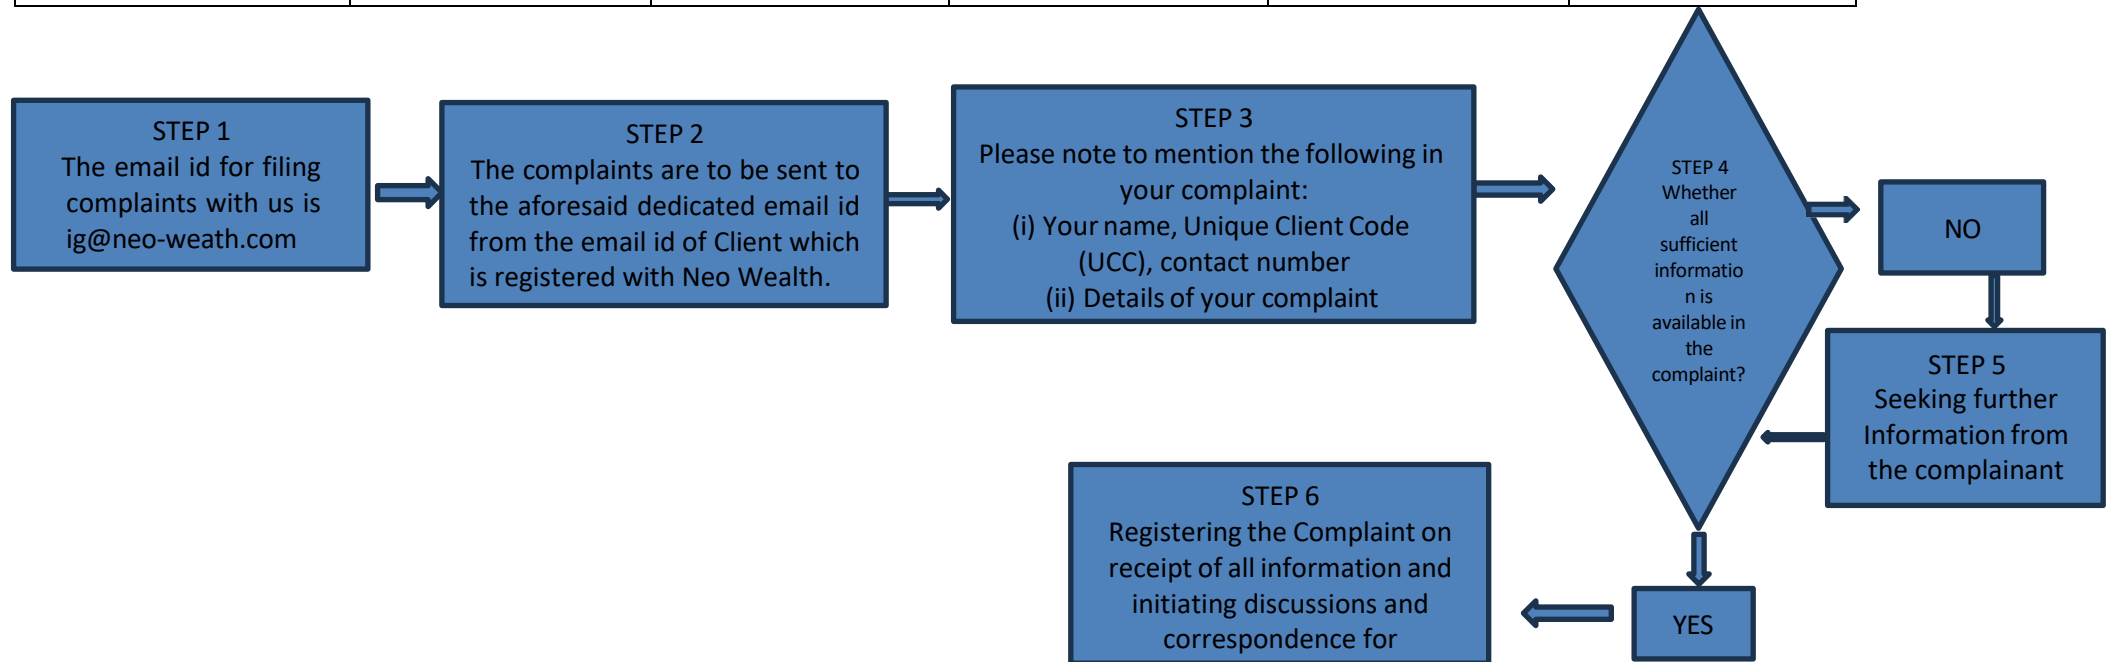 STEP 1
The email id for filing
complaints with us is
ig@neo-weath.com
STEP 2
The complaints are to be sent to
the aforesaid dedicated email id
from the email id of Client which
is registered with Neo Wealth.
STEP 3
Please note to mention the following in
your complaint:
(i) Your name, Unique Client Code
(UCC), contact number
(ii) Details of your complaint
STEP 4
Whether
all
sufficient
informatio
n is
available in
the
complaint?
NO
STEP 5
Seeking further
Information from
the complainant
YES
STEP 6
Registering the Complaint on
receipt of all information and
initiating discussions and
correspondence for